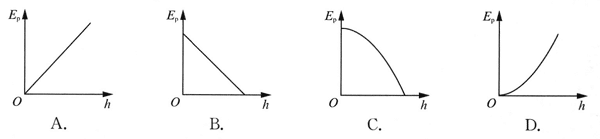 Eₚ Eₚ Eₚ Eₚ
O h O h O h O h
A. B. C. D.